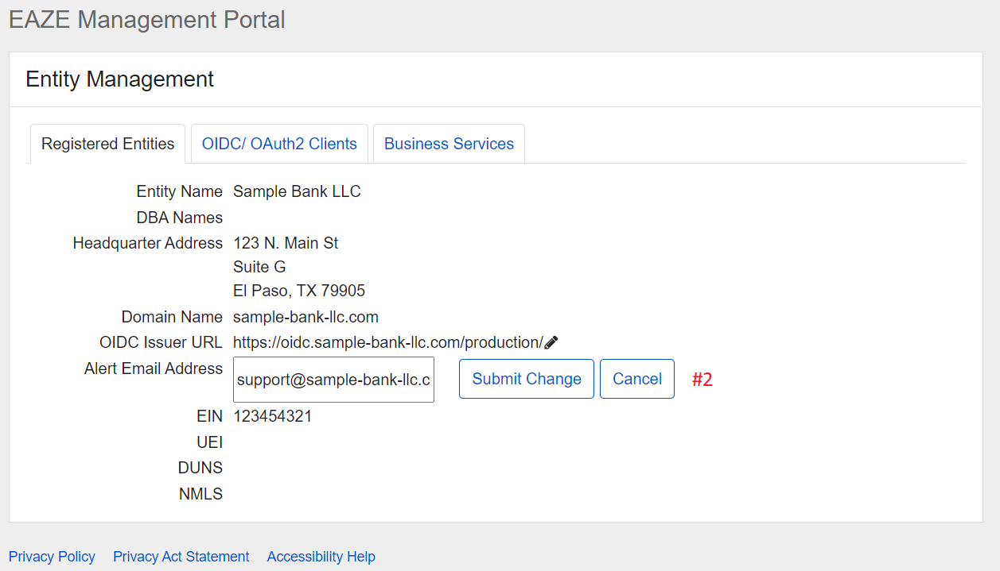 EAZE Management Portal
Entity Management
Registered Entities OIDC/ OAuth2 Clients Business Services
Entity Name Sample Bank LLC
DBA Names
Headquarter Address 123 N. Main St
Suite G
El Paso, TX 79905
Domain Name sample-bank-llc.com
OIDC Issuer URL https://oidc.sample-bank-llc.com/production/
Alert Email Address support@sample-bank-llc.c Submit Change Cancel #2
EIN 123454321
UEI
DUNS
NMLS
Privacy Policy Privacy Act Statement Accessibility Help